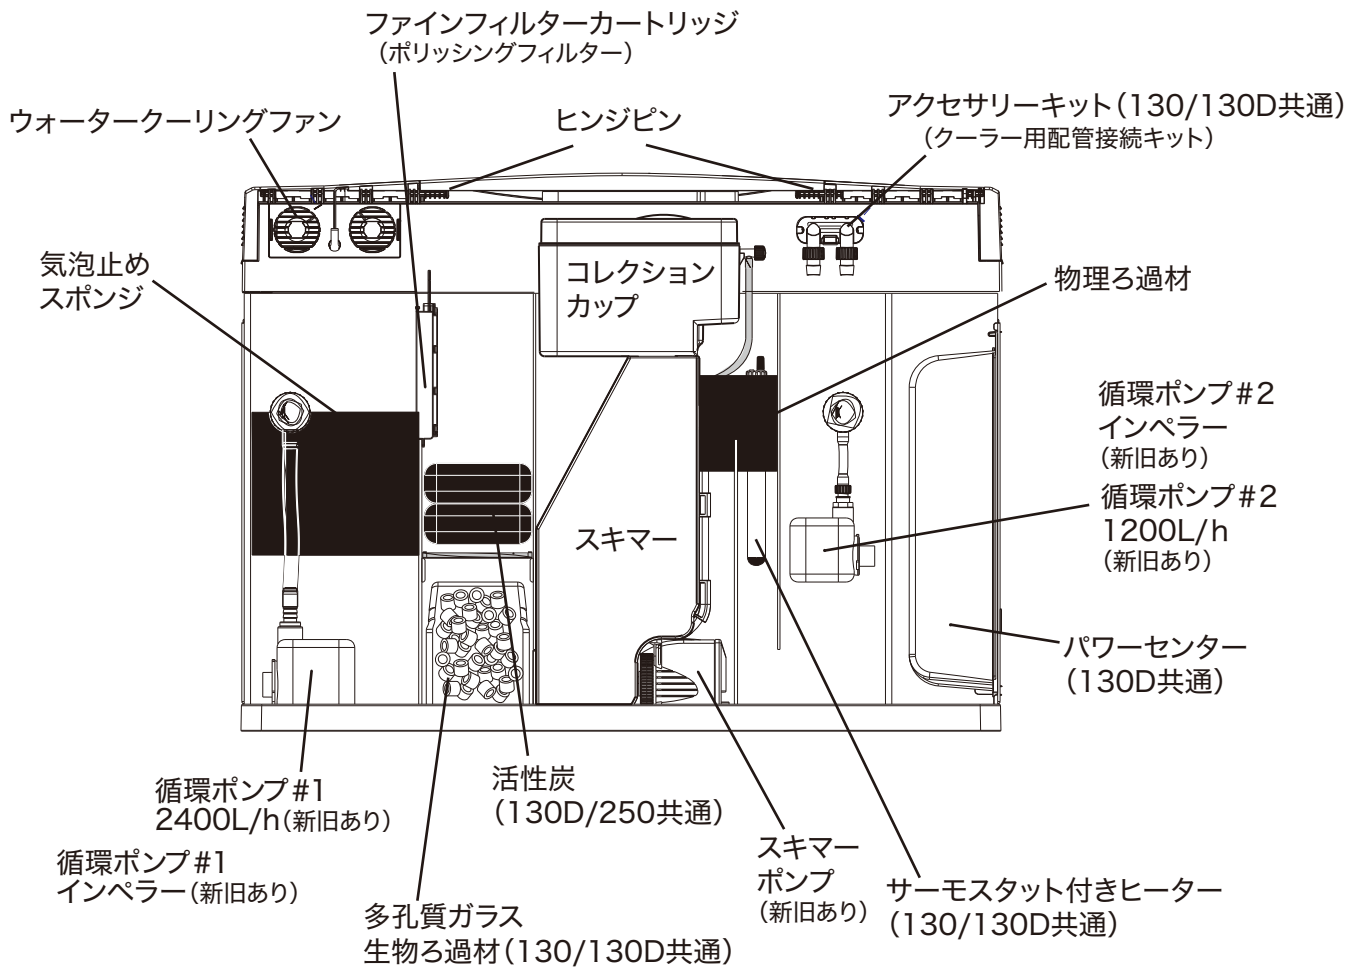 ファインフィルターカートリッジ
（ポリッシングフィルター）
ウォータークーリングファン
ヒンジピン
アクセサリーキット（130/130D共通）
（クーラー用配管接続キット）
気泡止め
スポンジ
コレクション
カップ
物理ろ過材
循環ポンプ#2
インペラー
（新旧あり）
循環ポンプ#2
1200L/h
（新旧あり）
スキマー
パワーセンター
（130D共通）
循環ポンプ#1
2400L/h（新旧あり）
循環ポンプ#1
インペラー（新旧あり）
活性炭
（130D/250共通）
多孔質ガラス
生物ろ過材（130/130D共通）
スキマー
ポンプ
（新旧あり）
サーモスタット付きヒーター
（130/130D共通）